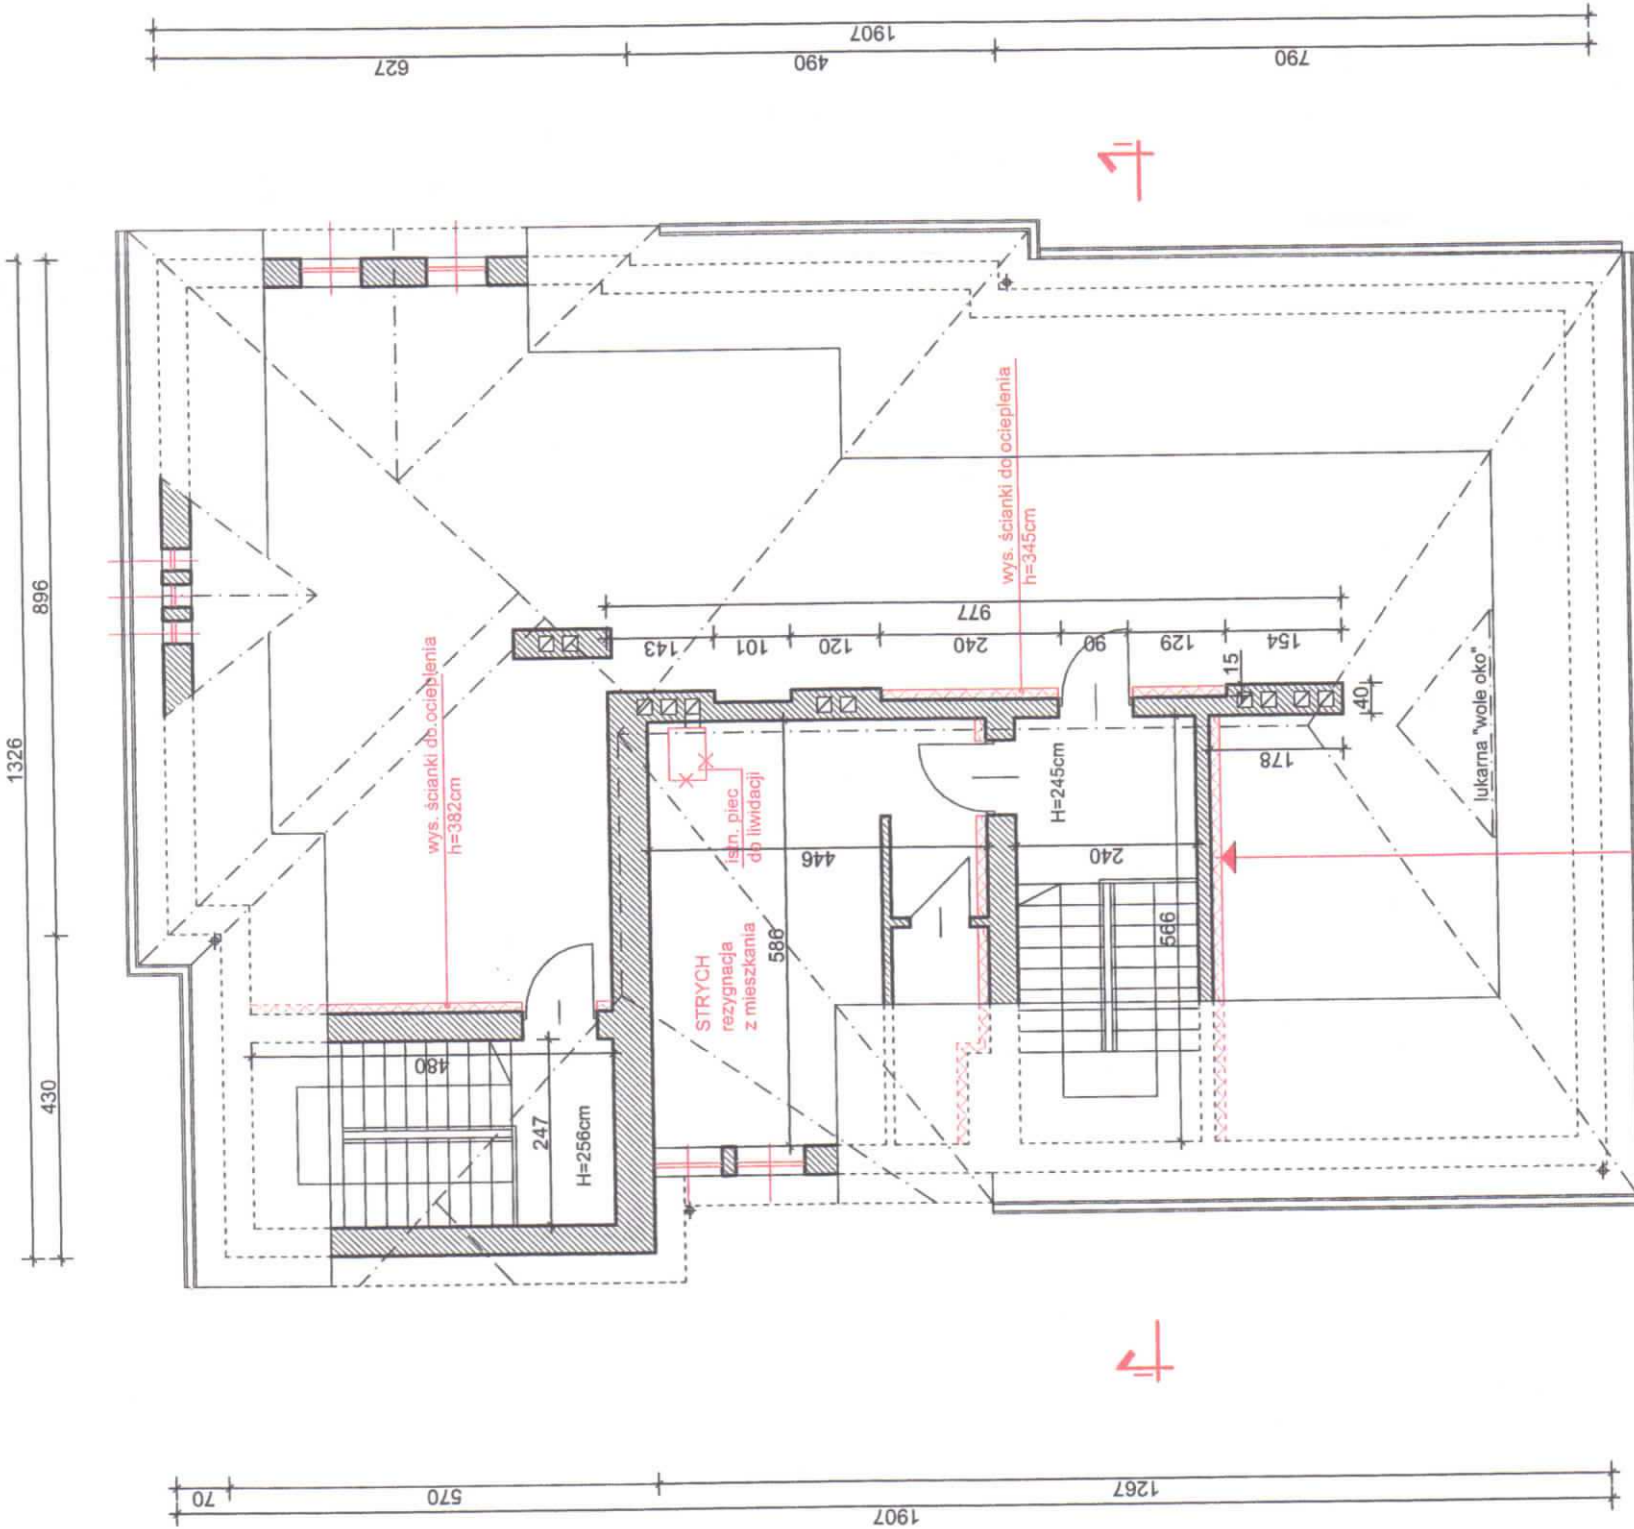 1907
627
490
790
1326
896
430
wys. ścianki do ocieplenia
h=345cm
977
143
101
120
240
90
129
154
15
40
178
lukarna "wole oko"
wys. ścianki do ocieplenia
h=382cm
istn. piec
do liwidacji
H=245cm
446
240
STRYCH
rezygnacja
z mieszkania
586
566
480
247
H=256cm
1
1
70
570
1267
1907